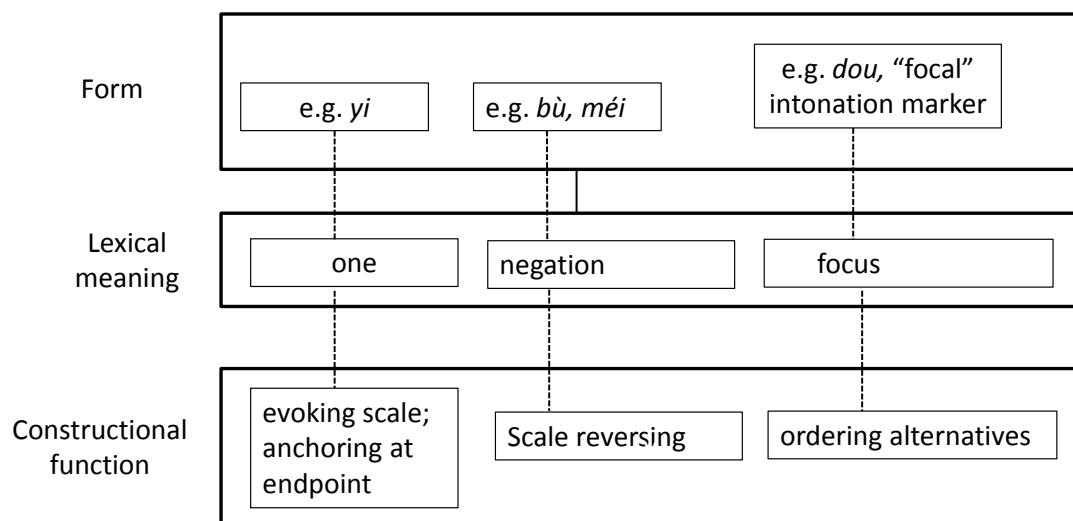 Form
e.g. yi
e.g. bù, méi
e.g. dou, “focal”
intonation marker
Lexical
meaning
one
negation
focus
Constructional
function
evoking scale;
anchoring at
endpoint
Scale reversing
ordering alternatives